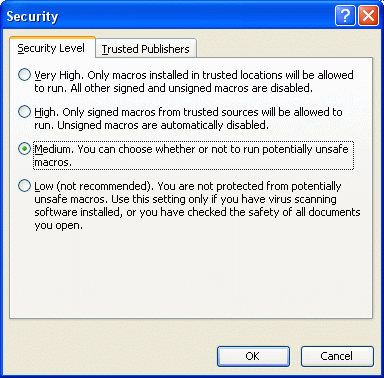 Security
Security Level
Trusted Publishers
Very High. Only macros installed in trusted locations will be allowed
to run. All other signed and unsigned macros are disabled.
High. Only signed macros from trusted sources will be allowed to
run. Unsigned macros are automatically disabled.
Medium. You can choose whether or not to run potentially unsafe
macros.
Low (not recommended). You are not protected from potentially
unsafe macros. Use this setting only if you have virus scanning
software installed, or you have checked the safety of all documents
you open.
OK
Cancel